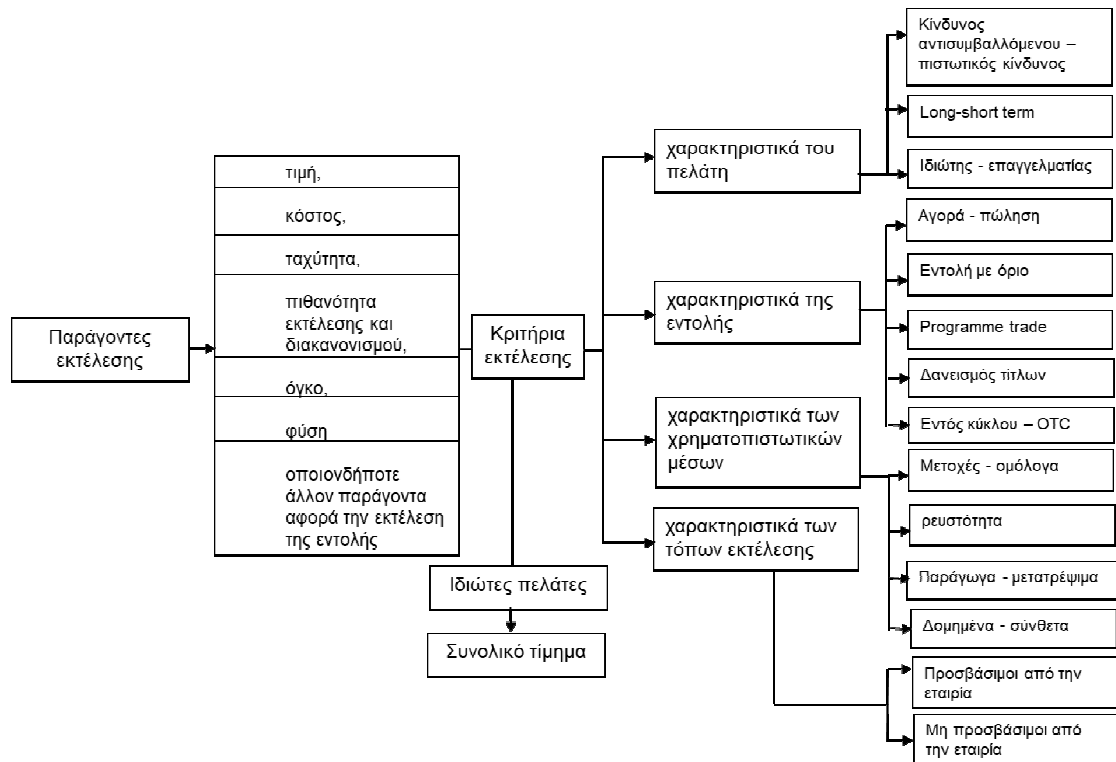 Παράγοντες
εκτέλεσης
τιμή,
κόστος,
ταχύτητα,
πιθανότητα
εκτέλεσης και
διακανονισμού,
όγκο,
φύση
οποιονδήποτε
άλλον παράγοντα
αφορά την εκτέλεση
της εντολής
Κριτήρια
εκτέλεσης
Ιδιώτες πελάτες
Συνολικό τίμημα
χαρακτηριστικά του
πελάτη
Κίνδυνος
αντισυμβαλλόμενου –
πιστωτικός κίνδυνος
Long-short term
Ιδιώτης - επαγγελματίας
χαρακτηριστικά της
εντολής
Αγορά - πώληση
Εντολή με όριο
Programme trade
Δανεισμός τίτλων
Εντός κύκλου – OTC
χαρακτηριστικά των
χρηματοπιστωτικών
μέσων
Μετοχές - ομόλογα
ρευστότητα
Παράγωγα - μετατρέψιμα
Δομημένα - σύνθετα
χαρακτηριστικά των
τόπων εκτέλεσης
Προσβάσιμοι από την
εταιρία
Μη προσβάσιμοι από
την εταιρία